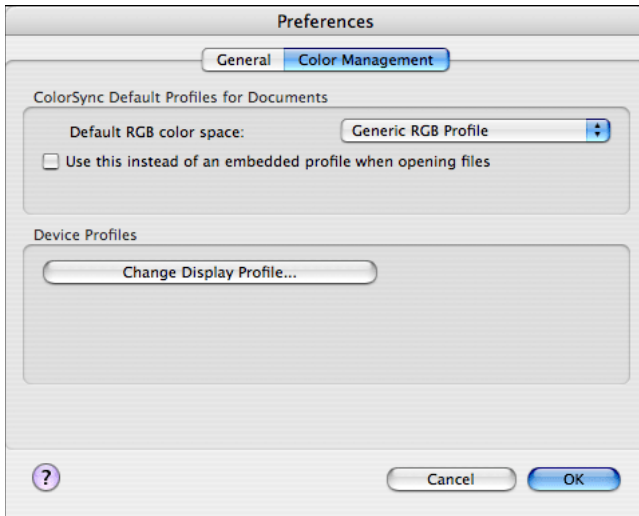 Preferences
General Color Management
ColorSync Default Profiles for Documents
Default RGB color space: Generic RGB Profile
Use this instead of an embedded profile when opening files
Device Profiles
Change Display Profile...
? Cancel OK